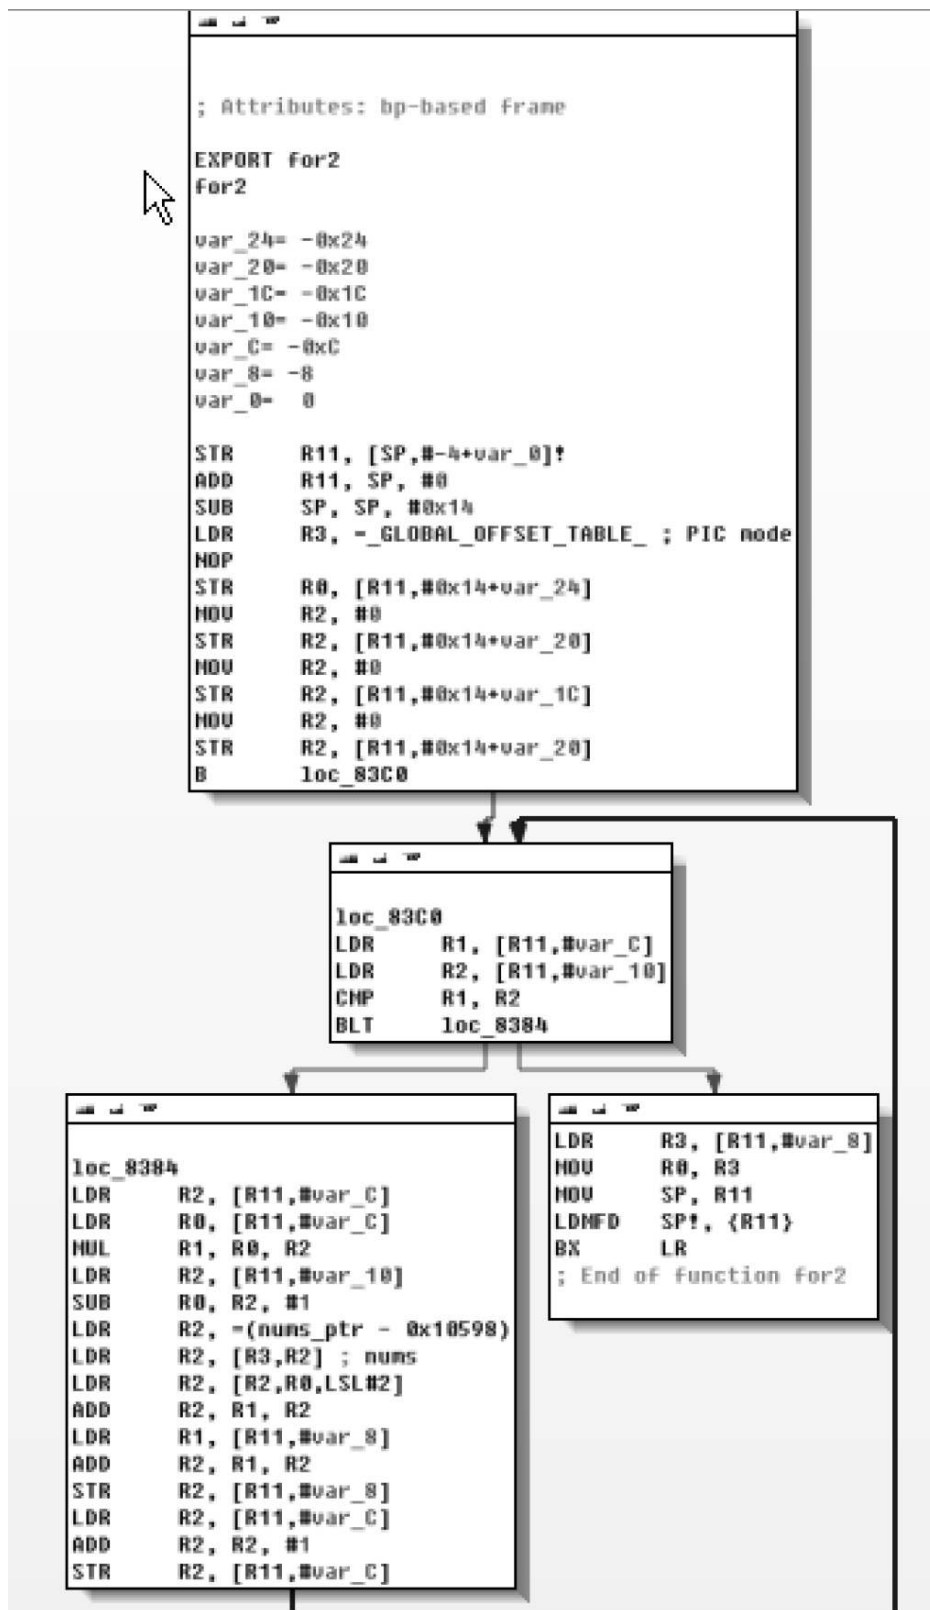 ; Attributes: bp-based frame
EXPORT for2
for2
var_24= -0x24
var_20= -0x20
var_1C= -0x1C
var_10= -0x10
var_C= -0xC
var_8= -8
var_0= 0
STR R11, [SP,#-4+var_0]!
ADD R11, SP, #0
SUB SP, SP, #0x14
LDR R3, =_GLOBAL_OFFSET_TABLE_ ; PIC mode
NOP
STR R0, [R11,#0x14+var_24]
MOV R2, #0
STR R2, [R11,#0x14+var_20]
MOV R2, #0
STR R2, [R11,#0x14+var_1C]
MOV R2, #0
STR R2, [R11,#0x14+var_20]
B loc_83C0
loc_83C0
LDR R1, [R11,#var_C]
LDR R2, [R11,#var_10]
CMP R1, R2
BLT loc_8384
loc_8384
LDR R2, [R11,#var_C]
LDR R0, [R11,#var_C]
MUL R1, R0, R2
LDR R2, [R11,#var_10]
SUB R0, R2, #1
LDR R2, =(nums_ptr - 0x10598)
LDR R2, [R3,R2] ; nums
LDR R2, [R2,R0,LSL#2]
ADD R2, R1, R2
LDR R1, [R11,#var_8]
ADD R2, R1, R2
STR R2, [R11,#var_8]
LDR R2, [R11,#var_C]
ADD R2, R2, #1
STR R2, [R11,#var_C]
LDR R3, [R11,#var_8]
MOV R0, R3
MOV SP, R11
LDMFD SP!, {R11}
BX LR
; End of function for2